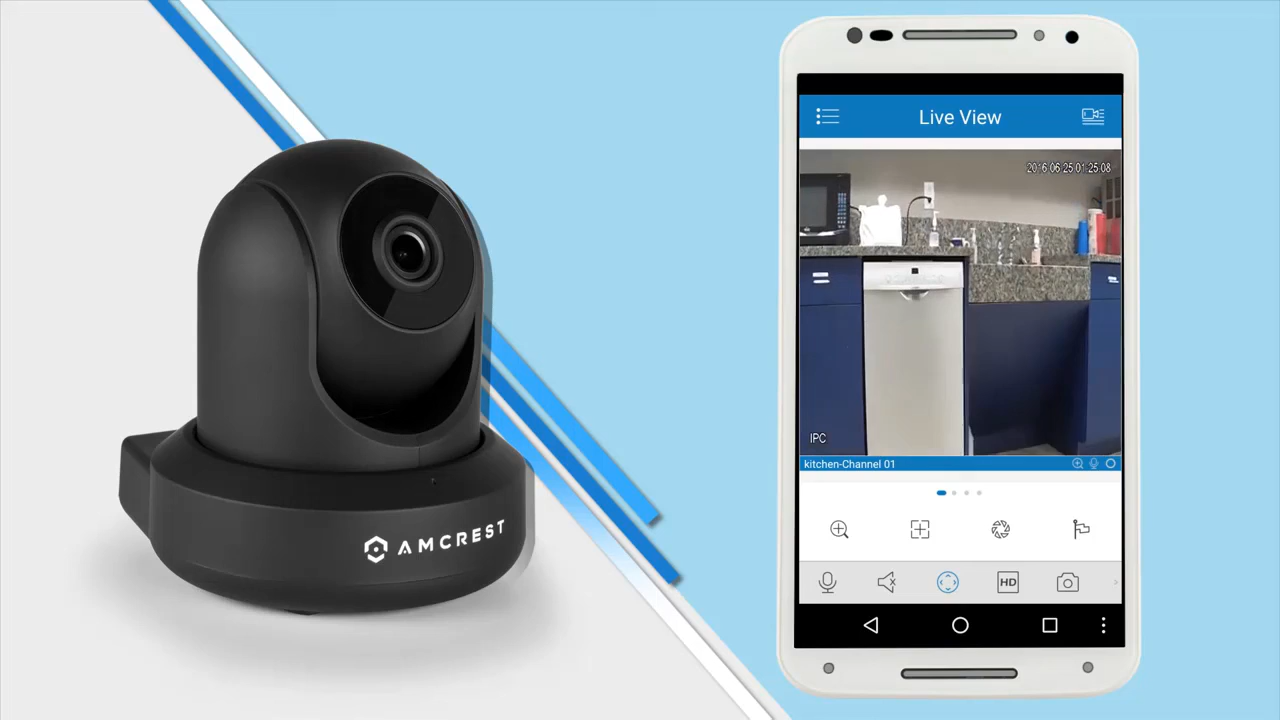 AMCREST
Live View
2016-06-25 01:25:08
IPC
kitchen-Channel 01
HD